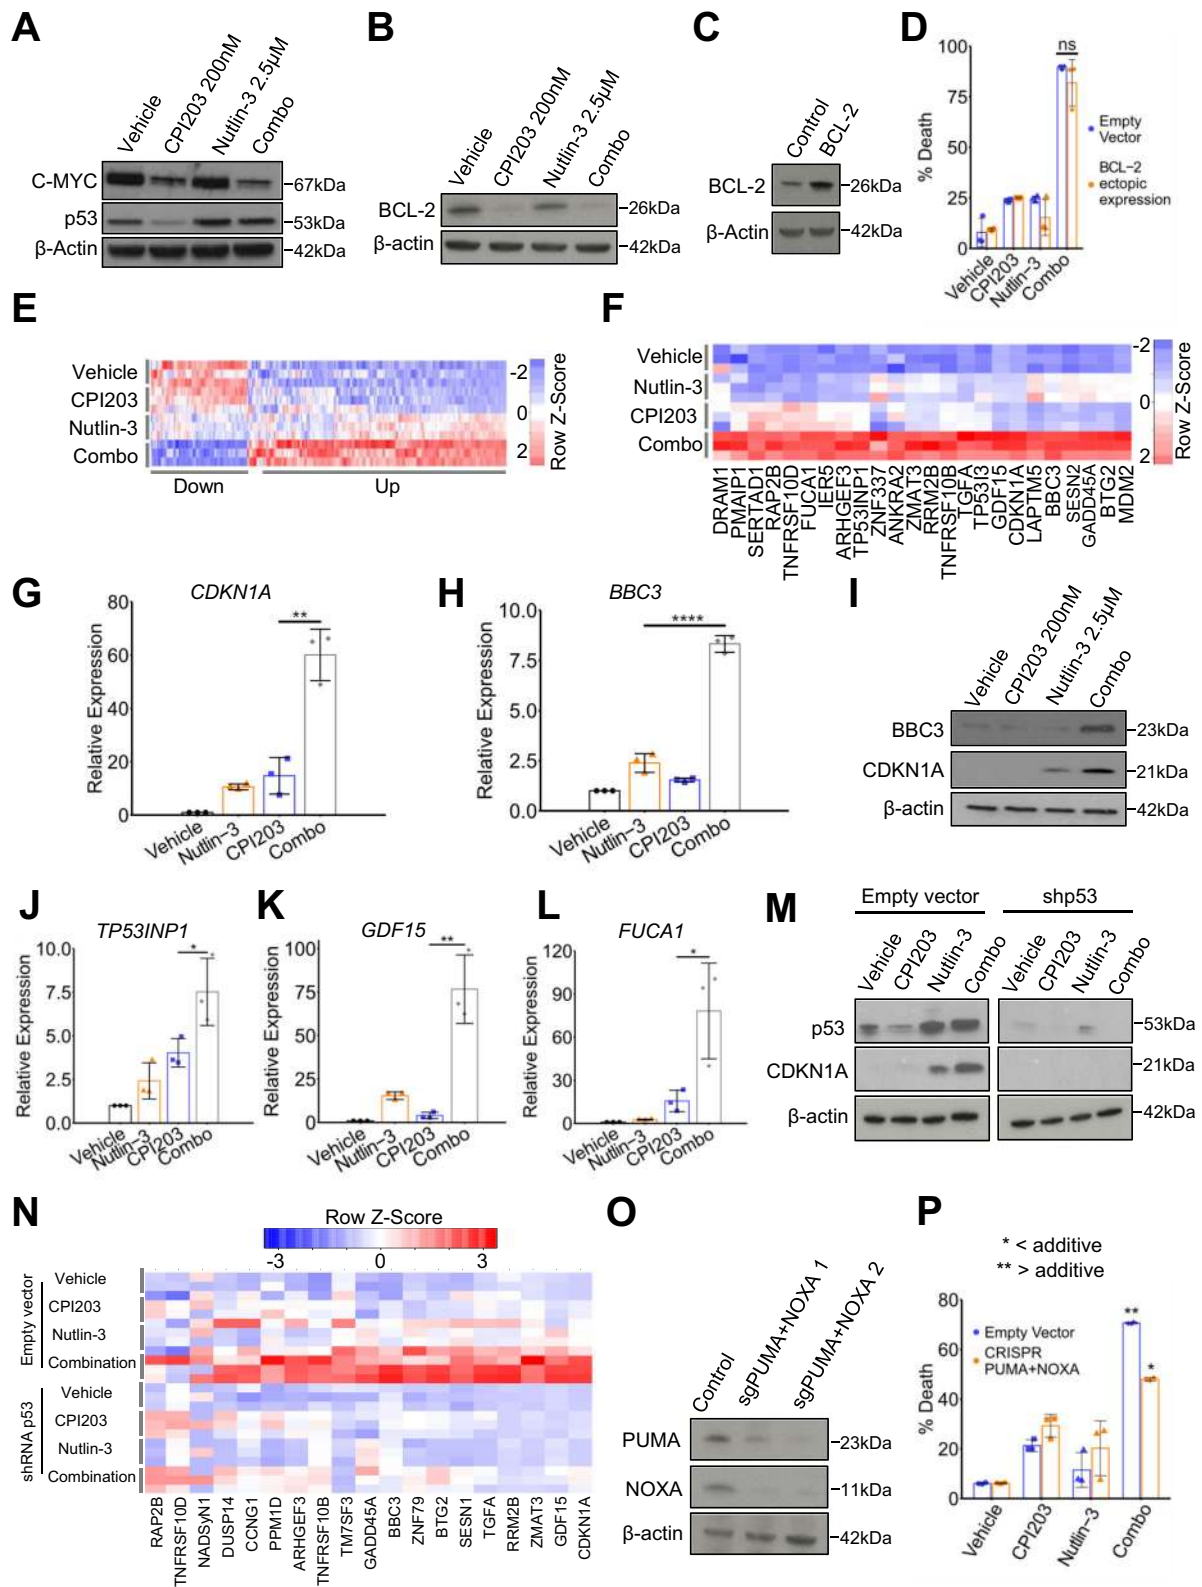 A
Vehicle
CPI203 200nM
Nutlin-3 2.5µM
Combo
C-MYC
67kDa
p53
53kDa
β-Actin
42kDa
B
Vehicle
CPI203 200nM
Nutlin-3 2.5µM
Combo
BCL-2
26kDa
β-actin
42kDa
C
Control
BCL-2
BCL-2
26kDa
β-Actin
42kDa
D
% Death
100
75
50
25
0
ns
Vehicle
CPI203
Nutlin-3
Combo
Empty
Vector
BCL-2
ectopic
expression
E
Vehicle
CPI203
Nutlin-3
Combo
Down
Up
-2
0
2
Row Z-Score
F
Vehicle
Nutlin-3
CPI203
Combo
-2
0
2
Row Z-Score
DRAM1
PMAIP1
SERTAD1
RAP2B
TNFRSF10D
FUCA1
IER5
ARHGEF3
TP53INP1
ZNF337
ANKRA2
ZMAT3
RRM2B
TNFRSF10B
TGFA
TP53I3
GDF15
CDKN1A
LAPTM5
BBC3
SESN2
GADD45A
BTG2
MDM2
G
CDKN1A
Relative Expression
80
60
40
20
0
**
Vehicle
Nutlin-3
CPI203
Combo
H
BBC3
Relative Expression
10.0
7.5
5.0
2.5
0.0
****
Vehicle
Nutlin-3
CPI203
Combo
I
Vehicle
CPI203 200nM
Nutlin-3 2.5µM
Combo
BBC3
23kDa
CDKN1A
21kDa
β-actin
42kDa
J
TP53INP1
Relative Expression
10.0
7.5
5.0
2.5
0.0
*
Vehicle
Nutlin-3
CPI203
Combo
K
GDF15
Relative Expression
100
75
50
25
0
**
Vehicle
Nutlin-3
CPI203
Combo
L
FUCA1
Relative Expression
120
90
60
30
0
*
Vehicle
Nutlin-3
CPI203
Combo
M
Empty vector
shp53
Vehicle
CPI203
Nutlin-3
Combo
Vehicle
CPI203
Nutlin-3
Combo
p53
53kDa
CDKN1A
21kDa
β-actin
42kDa
N
Row Z-Score
-3
0
3
Empty vector
Vehicle
CPI203
Nutlin-3
Combination
shRNA p53
Vehicle
CPI203
Nutlin-3
Combination
RAP2B
TNFRSF10D
NADSyN1
DUSP14
CCNG1
PPM1D
ARHGEF3
TNFRSF10B
TM7SF3
GADD45A
BBC3
ZNF79
BTG2
SESN1
TGFA
RRM2B
ZMAT3
GDF15
CDKN1A
O
Control
sgPUMA+NOXA 1
sgPUMA+NOXA 2
PUMA
23kDa
NOXA
11kDa
β-actin
42kDa
P
* < additive
** > additive
% Death
80
60
40
20
0
Empty Vector
CRISPR
PUMA+NOXA
**
*
Vehicle
CPI203
Nutlin-3
Combo